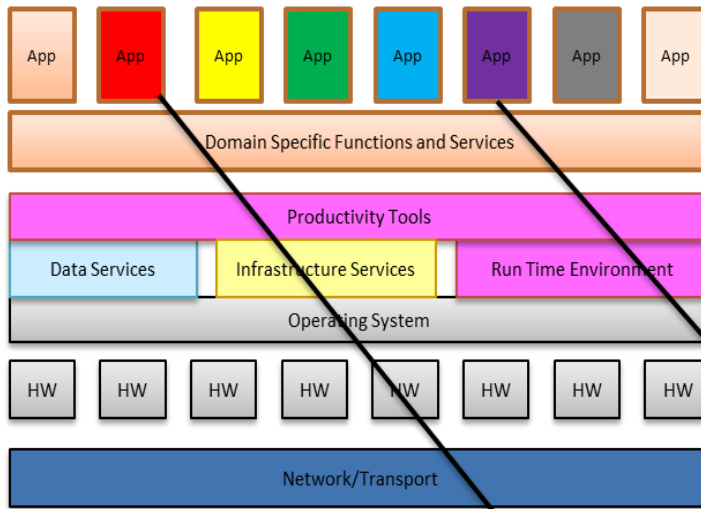 App App App App App App App App
Domain Specific Functions and Services
Productivity Tools
Data Services Infrastructure Services Run Time Environment
Operating System
HW HW HW HW HW HW HW HW
Network/Transport